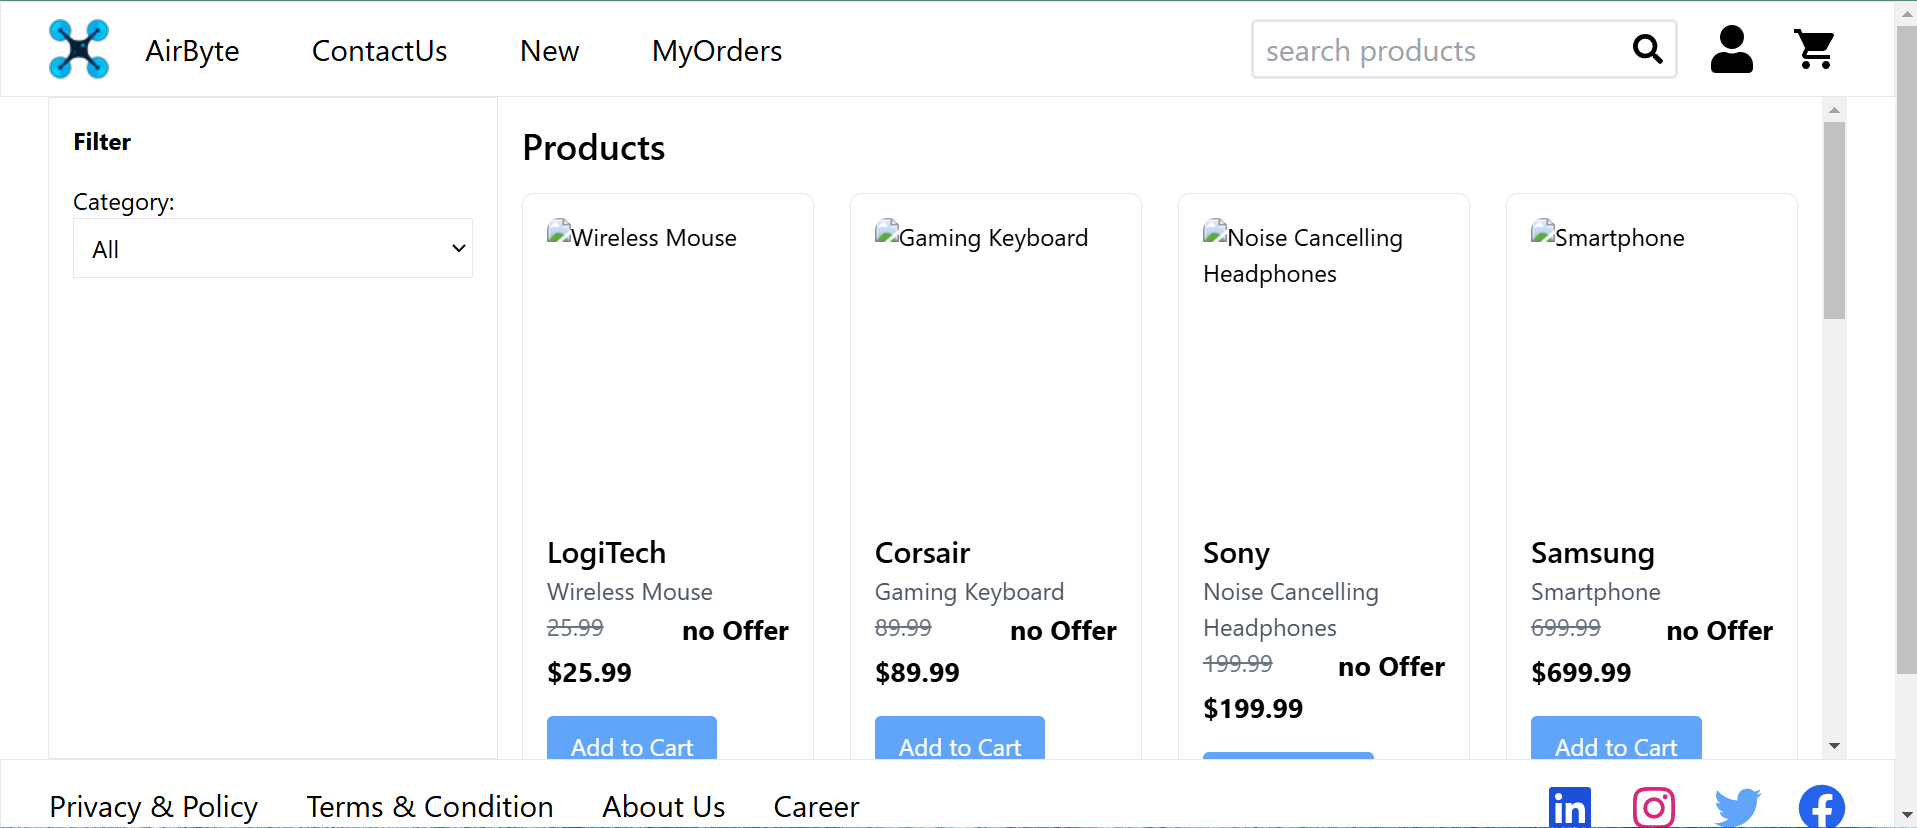 AirByte ContactUs New MyOrders search products
Filter
Category:
All
Products
Wireless Mouse
Gaming Keyboard
Noise Cancelling
Headphones
Smartphone
LogiTech
Wireless Mouse
25.99 no Offer
$25.99
Add to Cart
Corsair
Gaming Keyboard
89.99 no Offer
$89.99
Add to Cart
Sony
Noise Cancelling
Headphones
199.99 no Offer
$199.99
Samsung
Smartphone
699.99 no Offer
$699.99
Add to Cart
Privacy & Policy Terms & Condition About Us Career